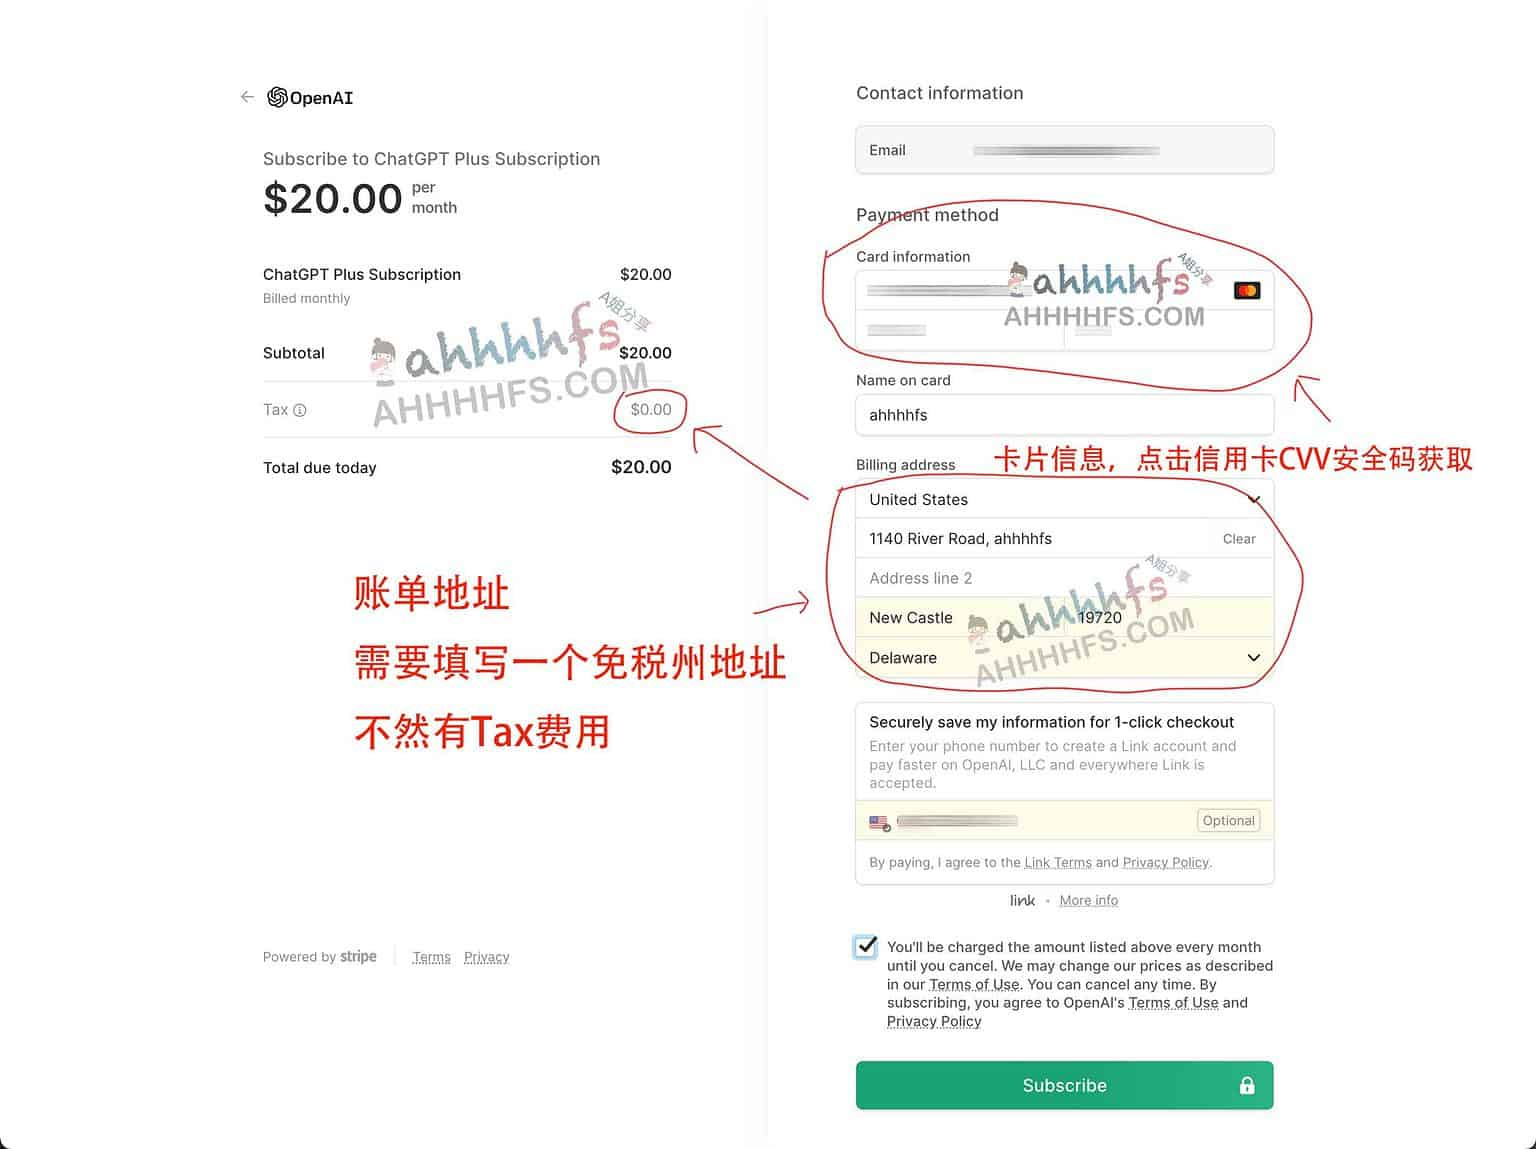 OpenAI
Subscribe to ChatGPT Plus Subscription
$20.00 per
month
ChatGPT Plus Subscription $20.00
Billed monthly
Subtotal $20.00
Tax $0.00
Total due today $20.00
ahhhhfs A姐分享
AHHHHFS.COM
账单地址
需要填写一个免税州地址
不然有Tax费用
Powered by stripe Terms Privacy
Contact information
Email
Payment method
Card information
ahhhhfs A姐分享
AHHHHFS.COM
Name on card
ahhhhfs
卡片信息，点击信用卡CVV安全码获取
Billing address
United States
1140 River Road, ahhhhfs Clear
Address line 2
New Castle 19720
Delaware
ahhhhfs A姐分享
AHHHHFS.COM
Securely save my information for 1-click checkout
Enter your phone number to create a Link account and
pay faster on OpenAI, LLC and everywhere Link is
accepted.
Optional
By paying, I agree to the Link Terms and Privacy Policy.
link · More info
You'll be charged the amount listed above every month
until you cancel. We may change our prices as described
in our Terms of Use. You can cancel any time. By
subscribing, you agree to OpenAI's Terms of Use and
Privacy Policy
Subscribe